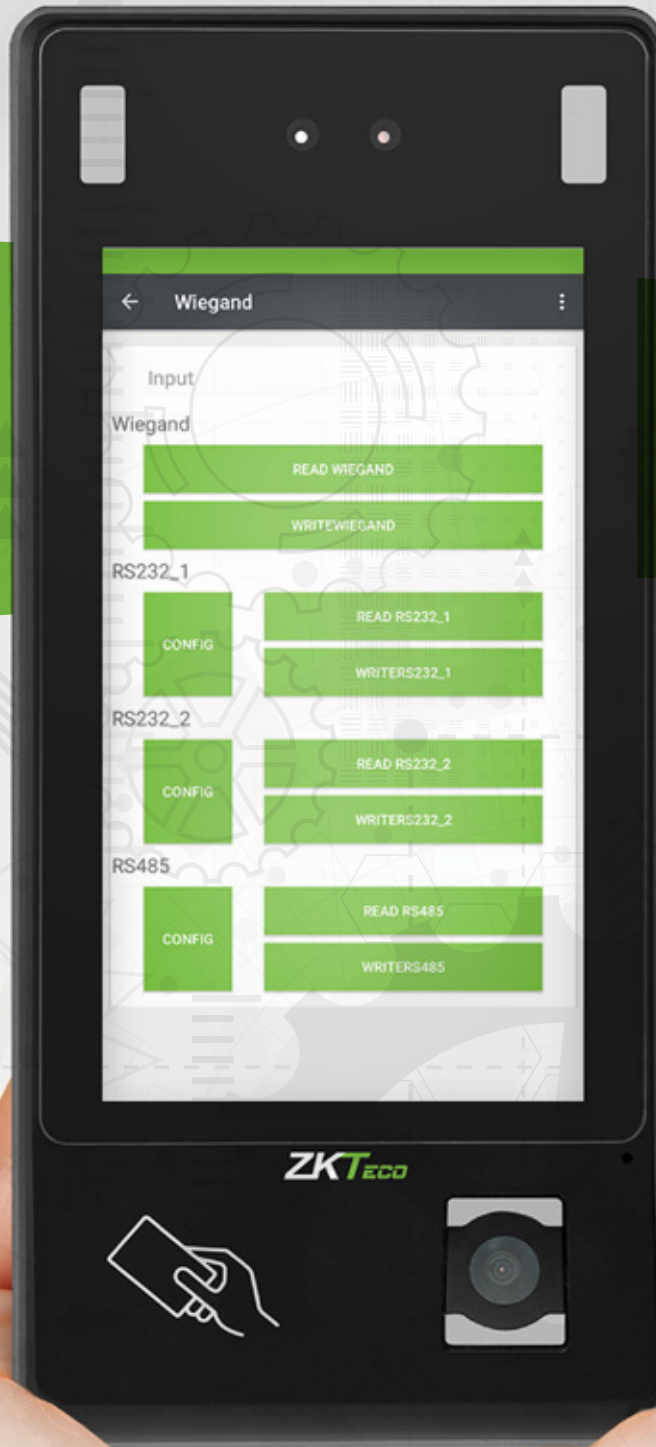 Wiegand
Input
Wiegand
READ WIEGAND
WRITEWIEGAND
RS232_1
CONFIG
READ RS232_1
WRITERS232_1
RS232_2
CONFIG
READ RS232_2
WRITERS232_2
RS485
CONFIG
READ RS485
WRITERS485
ZKTECO